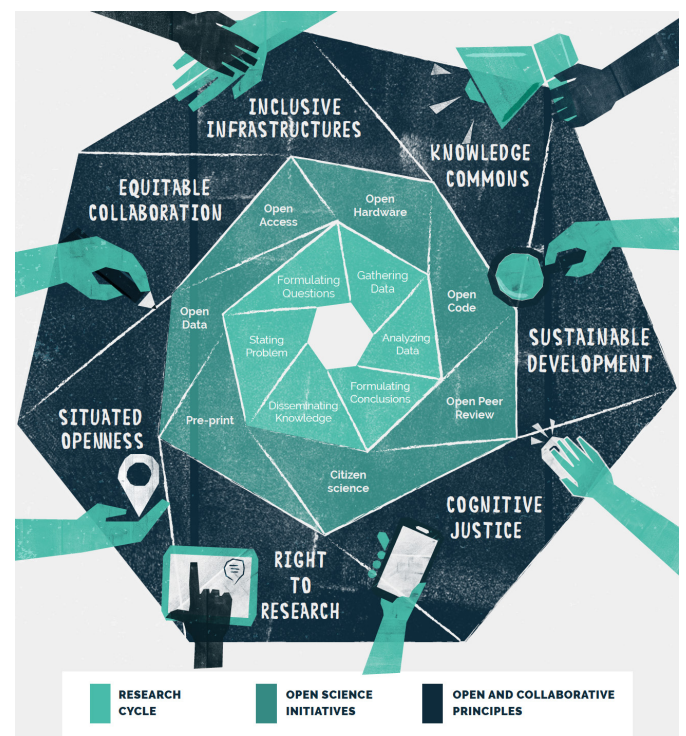 INCLUSIVE
INFRASTRUCTURES
KNOWLEDGE
COMMONS
EQUITABLE
COLLABORATION
Open
Access
Open
Hardware
Formulating
Questions
Gathering
Data
Open
Data
Open
Code
Stating
Problem
Analyzing
Data
SUSTAINABLE
DEVELOPMENT
Formulating
Conclusions
Disseminating
Knowledge
Open Peer
Review
SITUATED
OPENNESS
Pre-print
Citizen
science
COGNITIVE
JUSTICE
RIGHT
TO
RESEARCH
RESEARCH
CYCLE
OPEN SCIENCE
INITIATIVES
OPEN AND COLLABORATIVE
PRINCIPLES